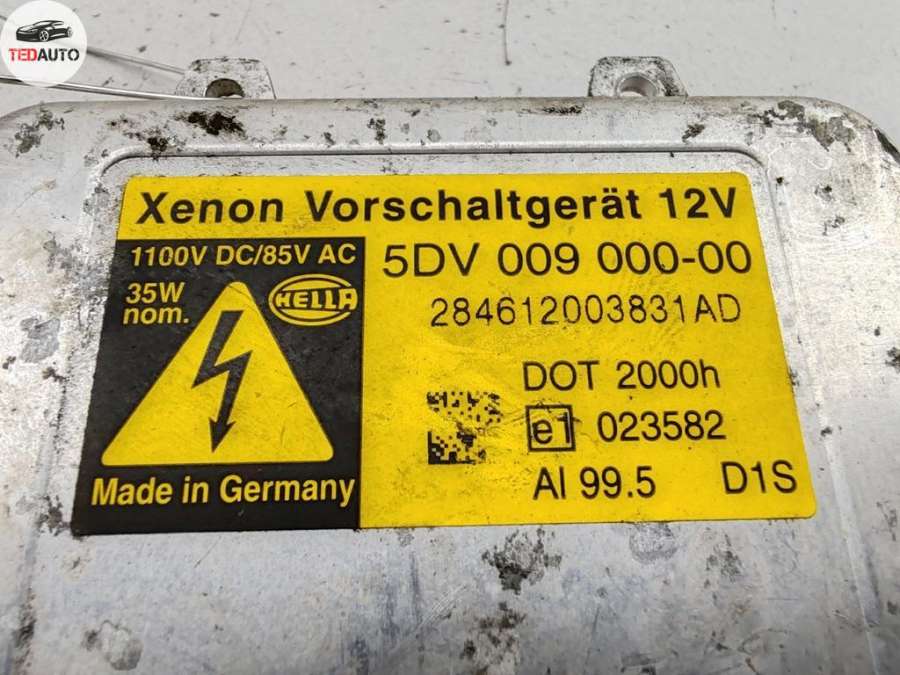 TEDAUTO
Xenon Vorschaltgerät 12V
1100V DC/85V AC
35W
nom.
HELLA
5DV 009 000-00
284612003831AD
DOT 2000h
e1 023582
Al 99.5 D1S
Made in Germany